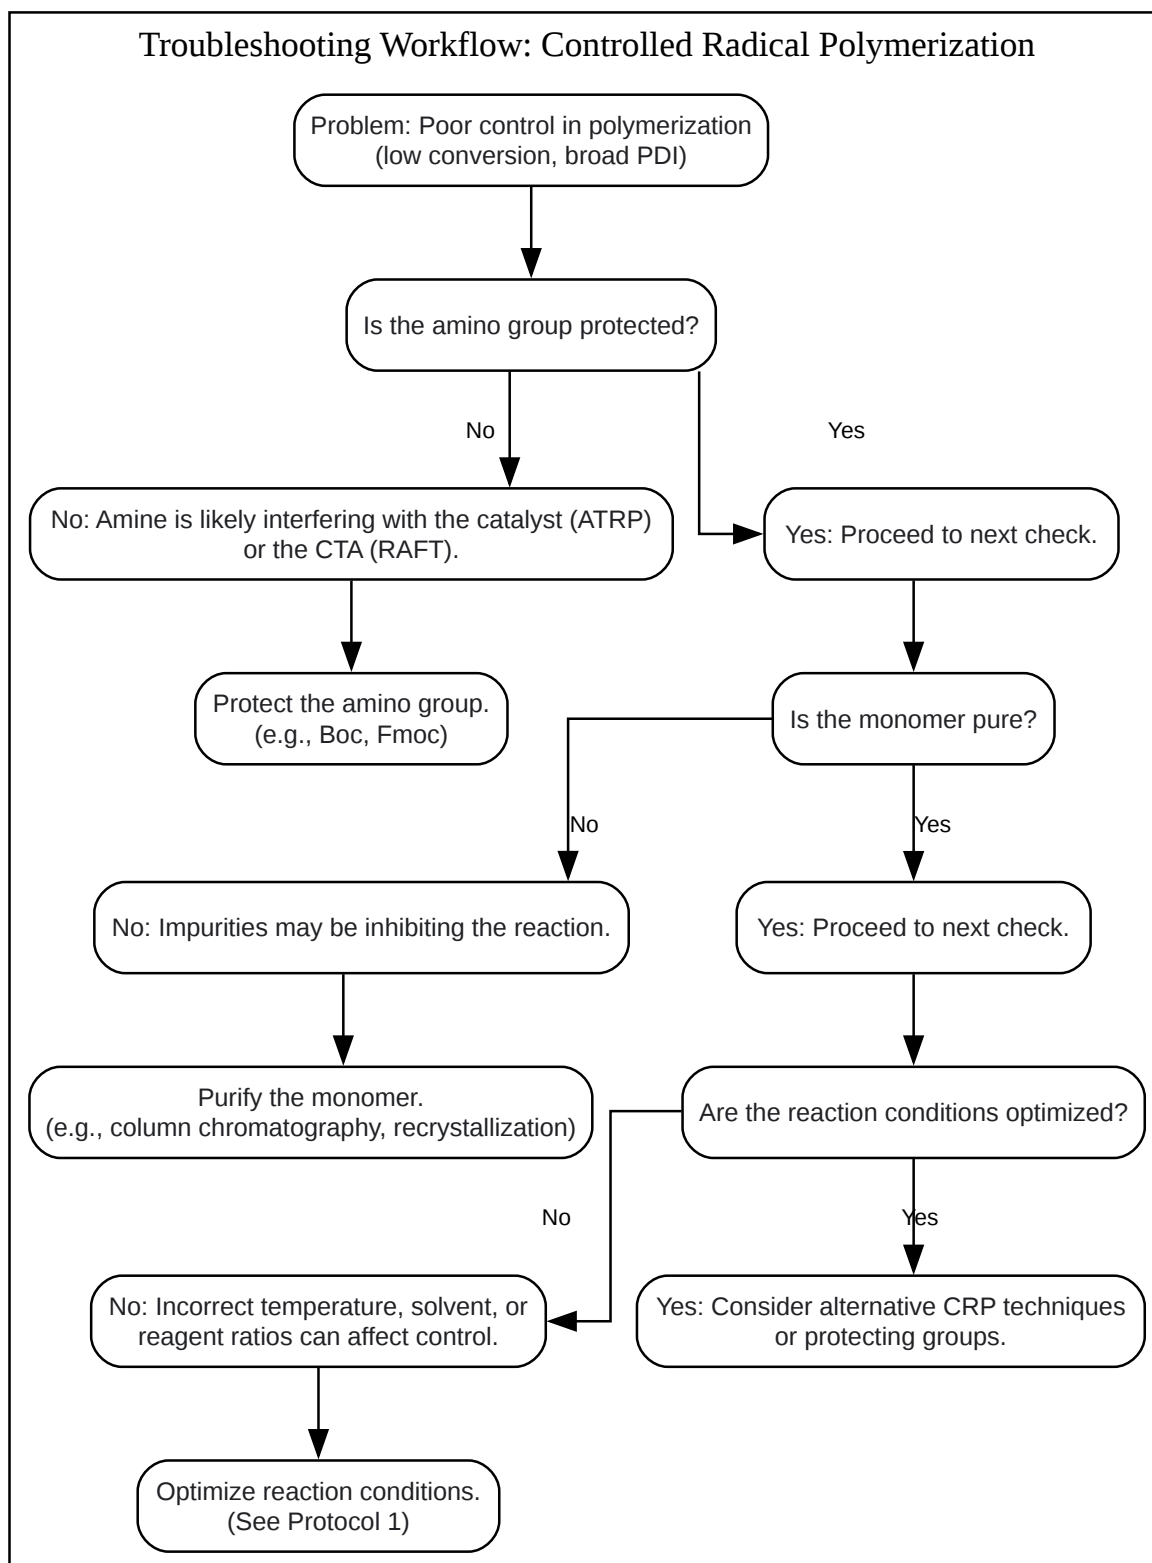 Troubleshooting Workflow: Controlled Radical Polymerization
Problem: Poor control in polymerization
(low conversion, broad PDI)
Is the amino group protected?
No
Yes
No: Amine is likely interfering with the catalyst (ATRP)
or the CTA (RAFT).
Yes: Proceed to next check.
Protect the amino group.
(e.g., Boc, Fmoc)
Is the monomer pure?
No
Yes
No: Impurities may be inhibiting the reaction.
Yes: Proceed to next check.
Purify the monomer.
(e.g., column chromatography, recrystallization)
Are the reaction conditions optimized?
No
Yes
No: Incorrect temperature, solvent, or
reagent ratios can affect control.
Yes: Consider alternative CRP techniques
or protecting groups.
Optimize reaction conditions.
(See Protocol 1)